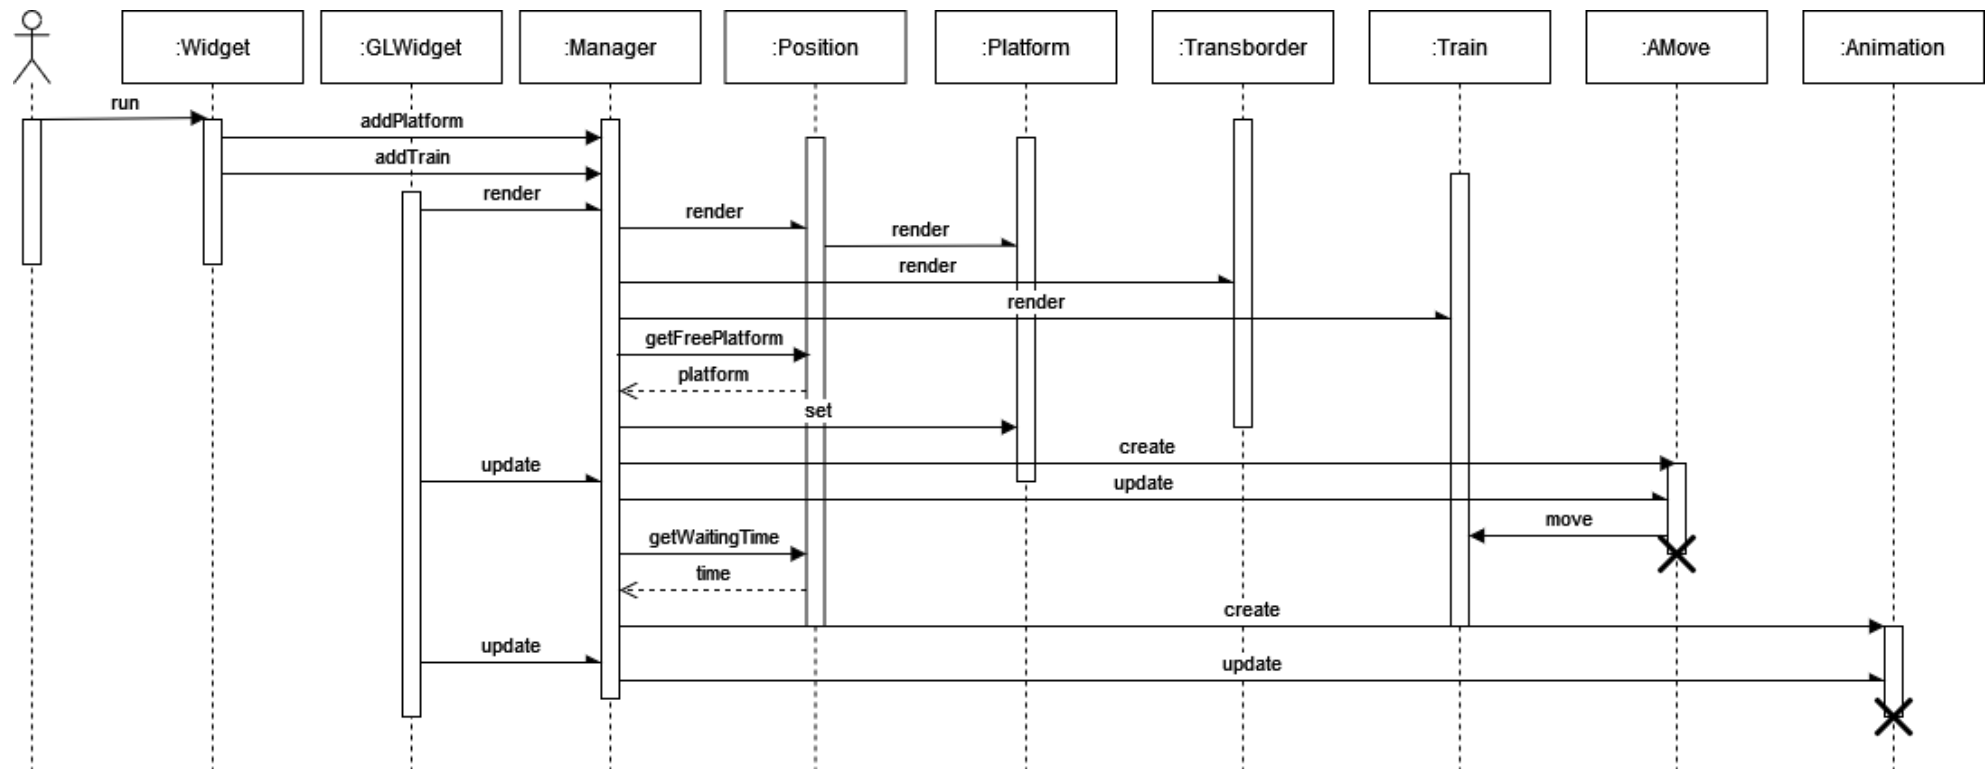 :Widget
:GLWidget
:Manager
:Position
:Platform
:Transborder
:Train
:AMove
:Animation
run
addPlatform
addTrain
render
render
render
render
render
getFreePlatform
platform
set
create
update
update
move
getWaitingTime
time
create
update
update